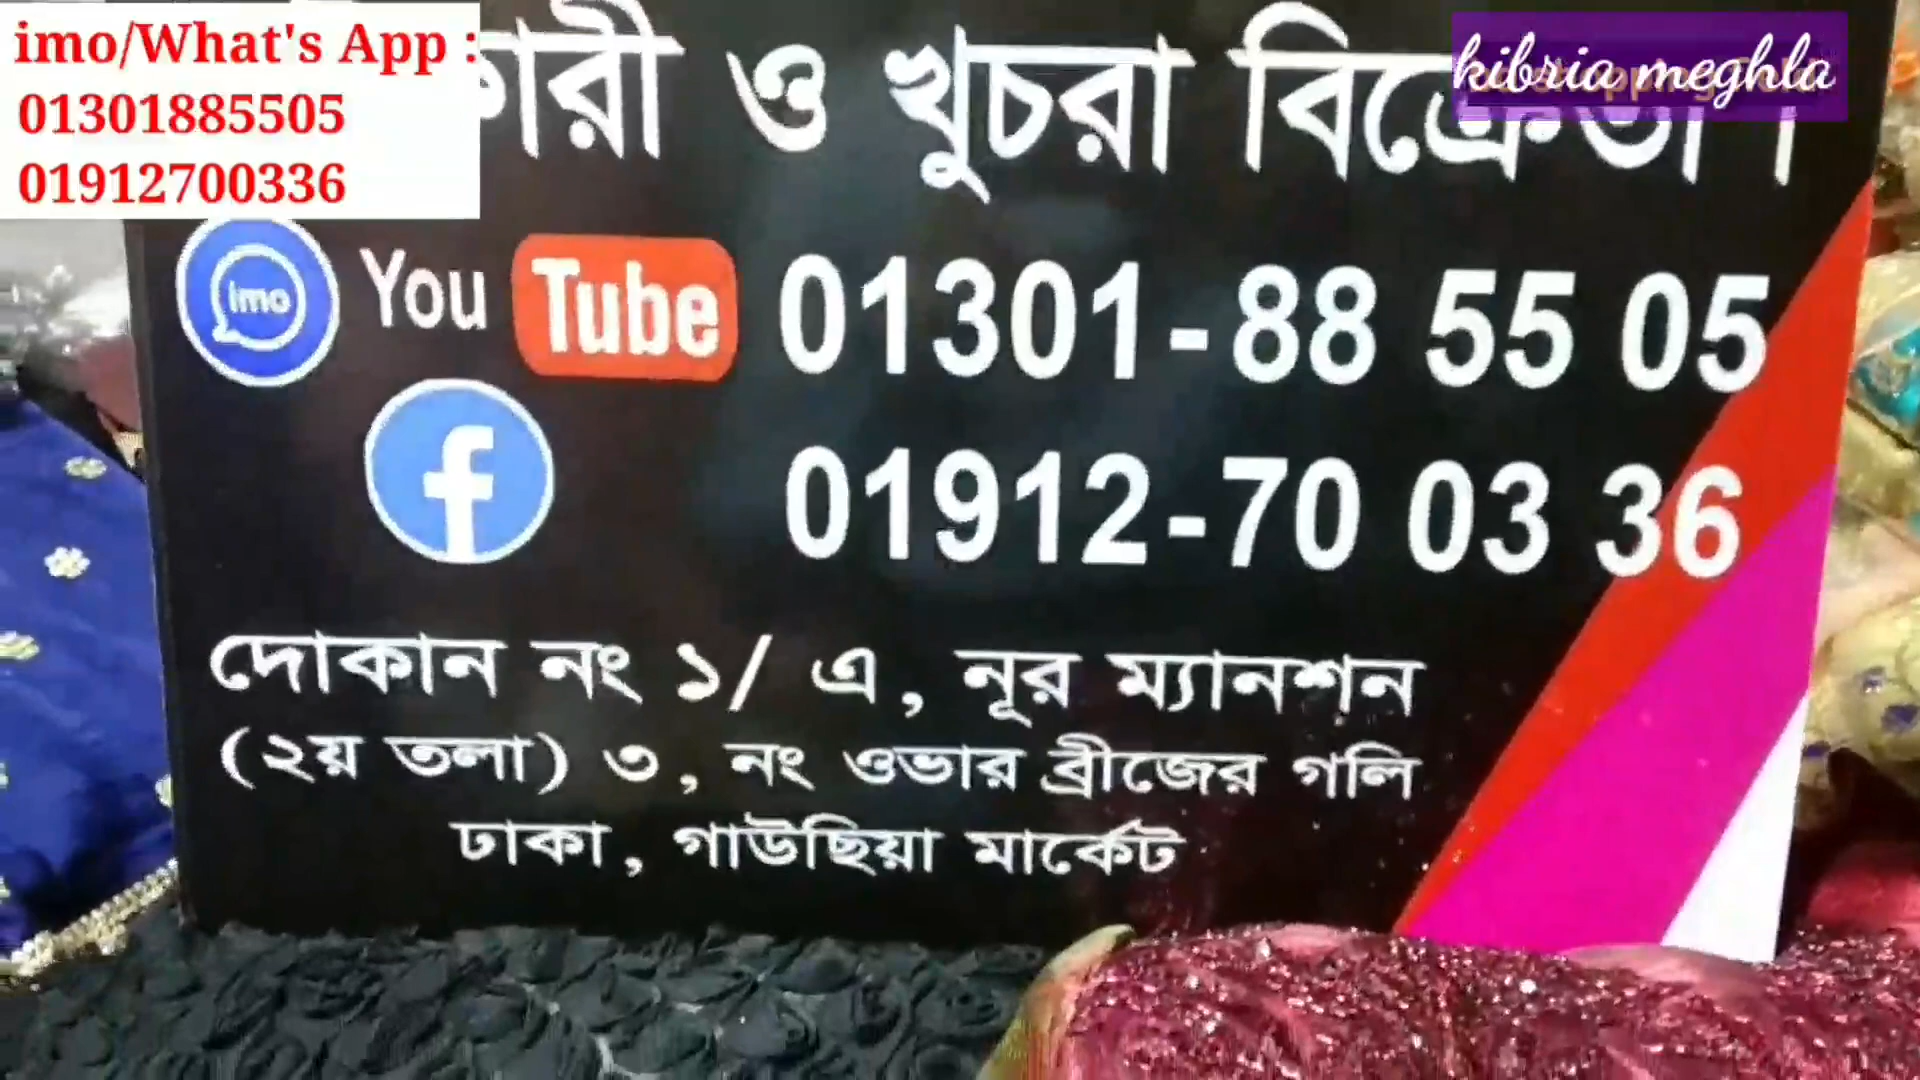 imo/What's App :
01301885505
01912700336
kibria meghla
ও খুচরা বিক্রেতা।
imo You Tube 01301-88 55 05
f 01912-70 03 36
দোকান নং ১/ এ, নূর ম্যানশন
(২য় তলা) ৩, নং ওভার ব্রীজের গলি
ঢাকা, গাউছিয়া মার্কেট